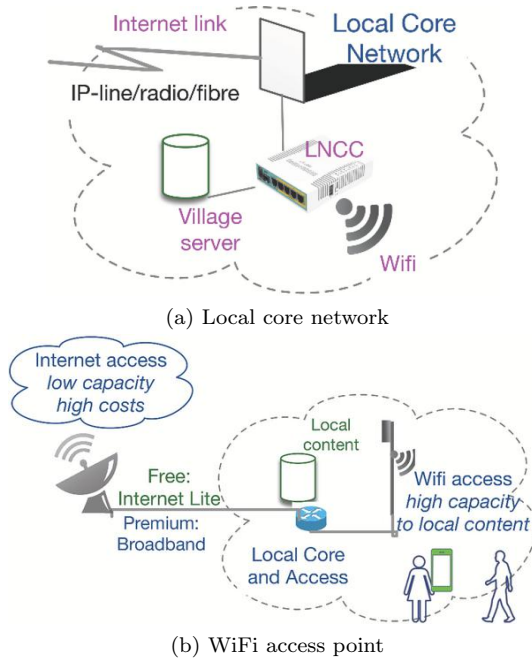 Internet link
Local Core
Network
IP-line/radio/fibre
LNCC
Village
server
Wifi
(a) Local core network
Internet access
low capacity
high costs
Local
content
Free:
Internet Lite
Premium:
Broadband
Wifi access
high capacity
to local content
Local Core
and Access
(b) WiFi access point